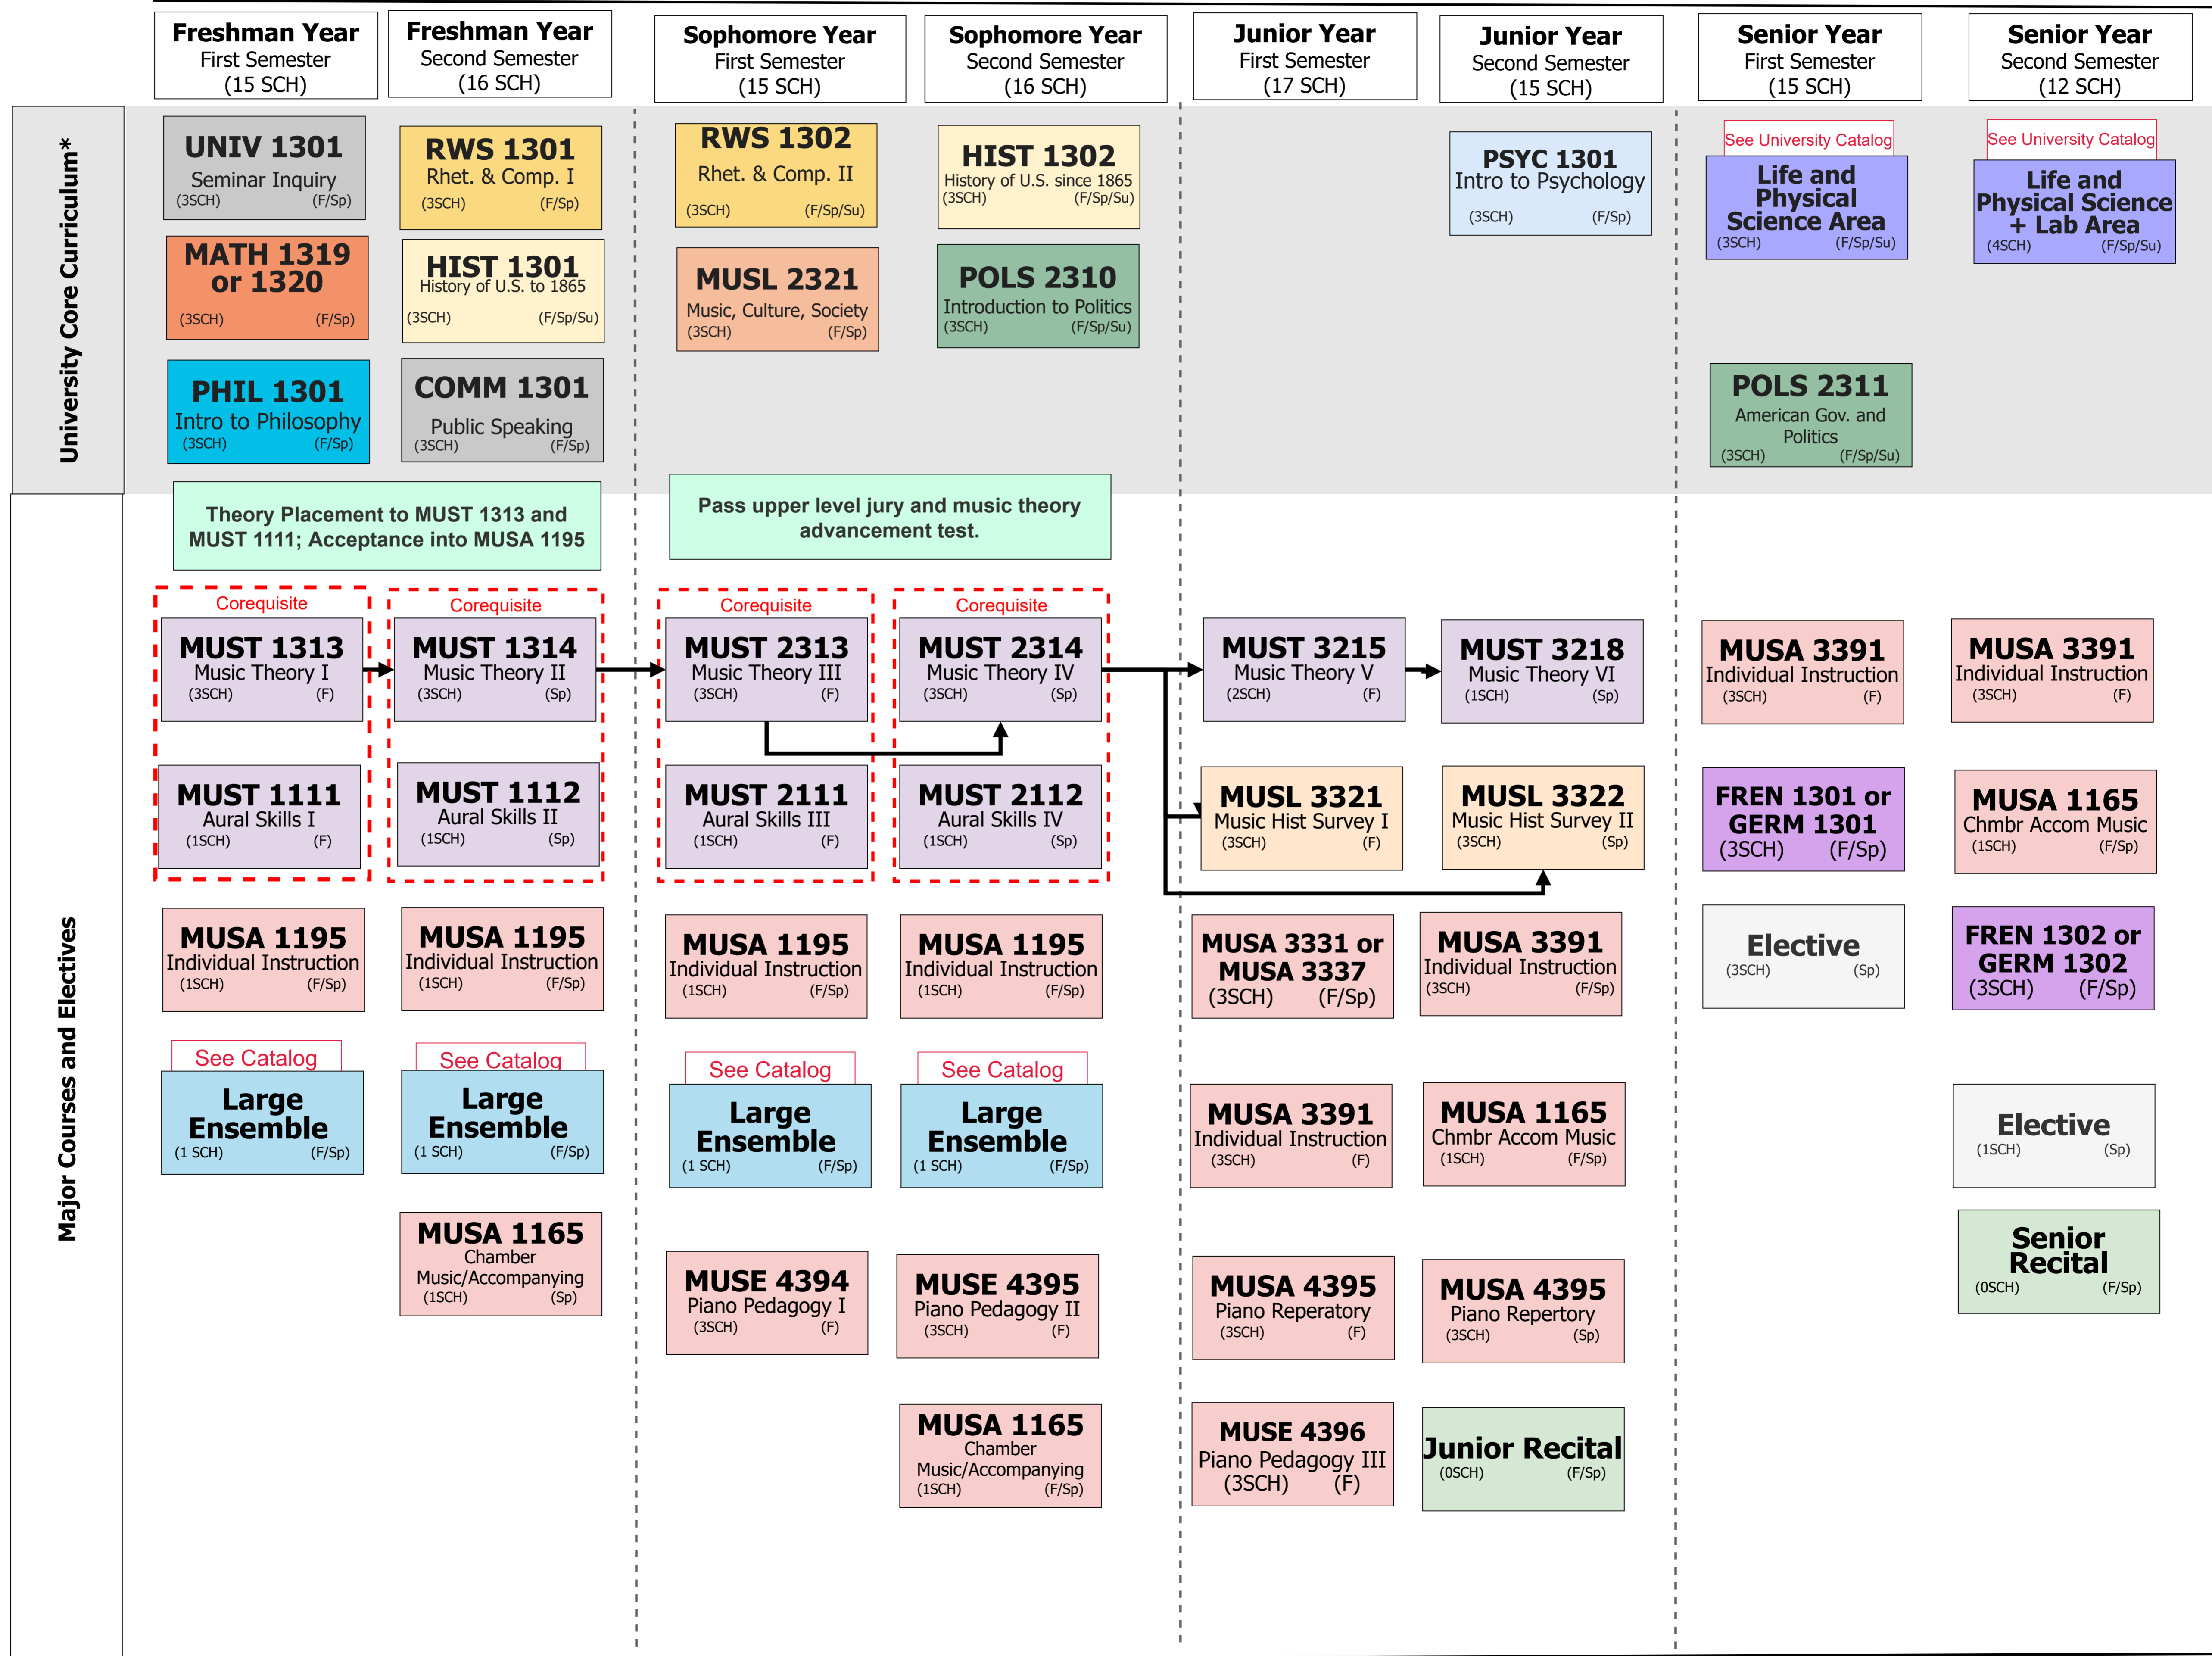 Freshman Year
First Semester
(15 SCH)
Freshman Year
Second Semester
(16 SCH)
Sophomore Year
First Semester
(15 SCH)
Sophomore Year
Second Semester
(16 SCH)
Junior Year
First Semester
(17 SCH)
Junior Year
Second Semester
(15 SCH)
Senior Year
First Semester
(15 SCH)
Senior Year
Second Semester
(12 SCH)
University Core Curriculum*
UNIV 1301
Seminar Inquiry
(3SCH) (F/Sp)
RWS 1301
Rhet. & Comp. I
(3SCH) (F/Sp)
RWS 1302
Rhet. & Comp. II
(3SCH) (F/Sp/Su)
HIST 1302
History of U.S. since 1865
(3SCH) (F/Sp/Su)
PSYC 1301
Intro to Psychology
(3SCH) (F/Sp)
See University Catalog
Life and
Physical
Science Area
(3SCH) (F/Sp/Su)
See University Catalog
Life and
Physical Science
+ Lab Area
(4SCH) (F/Sp/Su)
MATH 1319
or 1320
(3SCH) (F/Sp)
HIST 1301
History of U.S. to 1865
(3SCH) (F/Sp/Su)
MUSL 2321
Music, Culture, Society
(3SCH) (F/Sp)
POLS 2310
Introduction to Politics
(3SCH) (F/Sp/Su)
PHIL 1301
Intro to Philosophy
(3SCH) (F/Sp)
COMM 1301
Public Speaking
(3SCH) (F/Sp)
POLS 2311
American Gov. and
Politics
(3SCH) (F/Sp/Su)
Major Courses and Electives
Theory Placement to MUST 1313 and
MUST 1111; Acceptance into MUSA 1195
Pass upper level jury and music theory
advancement test.
Corequisite
MUST 1313
Music Theory I
(3SCH) (F)
Corequisite
MUST 1314
Music Theory II
(3SCH) (Sp)
Corequisite
MUST 2313
Music Theory III
(3SCH) (F)
Corequisite
MUST 2314
Music Theory IV
(3SCH) (Sp)
MUST 3215
Music Theory V
(2SCH) (F)
MUST 3218
Music Theory VI
(1SCH) (Sp)
MUSA 3391
Individual Instruction
(3SCH) (F)
MUSA 3391
Individual Instruction
(3SCH) (F)
MUST 1111
Aural Skills I
(1SCH) (F)
MUST 1112
Aural Skills II
(1SCH) (Sp)
MUST 2111
Aural Skills III
(1SCH) (F)
MUST 2112
Aural Skills IV
(1SCH) (Sp)
MUSL 3321
Music Hist Survey I
(3SCH) (F)
MUSL 3322
Music Hist Survey II
(3SCH) (Sp)
FREN 1301 or
GERM 1301
(3SCH) (F/Sp)
MUSA 1165
Chmbr Accom Music
(1SCH) (F/Sp)
MUSA 1195
Individual Instruction
(1SCH) (F/Sp)
MUSA 1195
Individual Instruction
(1SCH) (F/Sp)
MUSA 1195
Individual Instruction
(1SCH) (F/Sp)
MUSA 1195
Individual Instruction
(1SCH) (F/Sp)
MUSA 3331 or
MUSA 3337
(3SCH) (F/Sp)
MUSA 3391
Individual Instruction
(3SCH) (F/Sp)
Elective
(3SCH) (Sp)
FREN 1302 or
GERM 1302
(3SCH) (F/Sp)
See Catalog
Large
Ensemble
(1 SCH) (F/Sp)
See Catalog
Large
Ensemble
(1 SCH) (F/Sp)
See Catalog
Large
Ensemble
(1 SCH) (F/Sp)
See Catalog
Large
Ensemble
(1 SCH) (F/Sp)
MUSA 3391
Individual Instruction
(3SCH) (F)
MUSA 1165
Chmbr Accom Music
(1SCH) (F/Sp)
Elective
(1SCH) (Sp)
MUSA 1165
Chamber
Music/Accompanying
(1SCH) (Sp)
MUSE 4394
Piano Pedagogy I
(3SCH) (F)
MUSE 4395
Piano Pedagogy II
(3SCH) (F)
MUSA 4395
Piano Reperatory
(3SCH) (F)
MUSA 4395
Piano Repertory
(3SCH) (Sp)
Senior
Recital
(0SCH) (F/Sp)
MUSA 1165
Chamber
Music/Accompanying
(1SCH) (F/Sp)
MUSE 4396
Piano Pedagogy III
(3SCH) (F)
Junior Recital
(0SCH) (F/Sp)